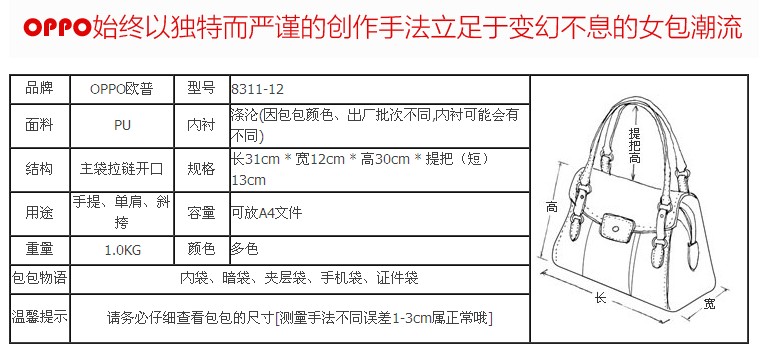 OPPO始终以独特而严谨的创作手法立足于变幻不息的女包潮流
品牌 OPPO欧普 型号 8311-12
面料 PU 内衬 涤沦(因包包颜色、出厂批次不同,内衬可能会有
不同)
结构 主袋拉链开口 规格 长31cm * 宽12cm * 高30cm * 提把（短）
13cm
用途 手提、单肩、斜
挎 容量 可放A4文件
重量 1.0KG 颜色 多色
包包物语 内袋、暗袋、夹层袋、手机袋、证件袋
温馨提示 请务必仔细查看包包的尺寸[测量手法不同误差1-3cm属正常哦]
提把高
高
长
宽